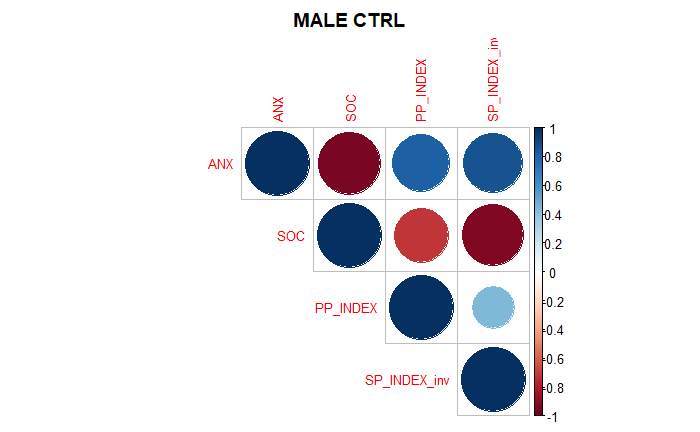 MALE CTRL
ANX
SOC
PP_INDEX
SP_INDEX_inv
ANX
SOC
PP_INDEX
SP_INDEX_inv
1
0.8
0.6
0.4
0.2
0
-0.2
-0.4
-0.6
-0.8
-1